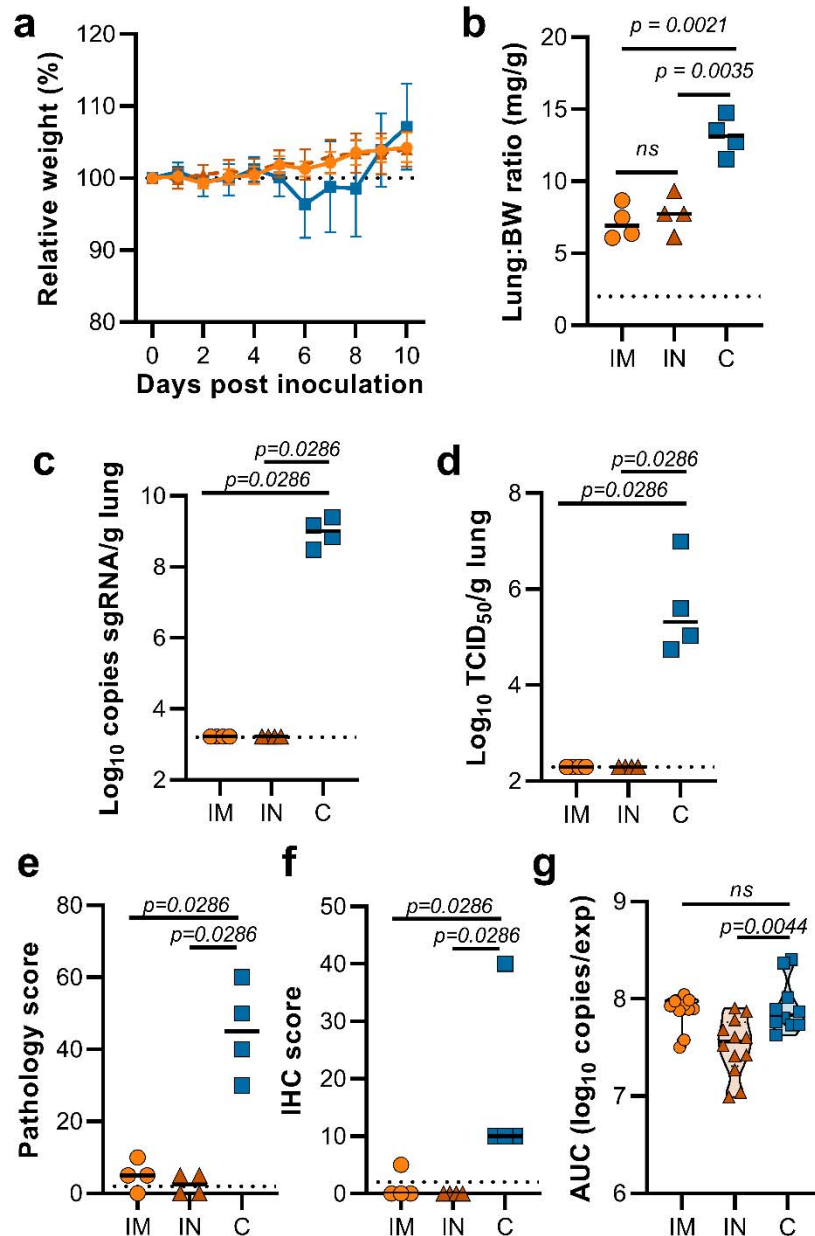 a
120
110
100
90
80
Relative weight (%)
0 2 4 6 8 10
Days post inoculation
b
p = 0.0021
p = 0.0035
ns
20
15
10
5
0
Lung:BW ratio (mg/g)
IM IN C
c
p=0.0286
p=0.0286
10
8
6
4
2
Log10 copies sgRNA/g lung
IM IN C
d
p=0.0286
p=0.0286
8
6
4
2
Log10 TCID50/g lung
IM IN C
e
p=0.0286
p=0.0286
80
60
40
20
0
Pathology score
IM IN C
f
p=0.0286
p=0.0286
50
40
30
20
10
0
IHC score
IM IN C
g
ns
p=0.0044
9
8
7
6
AUC (log10 copies/exp)
IM IN C